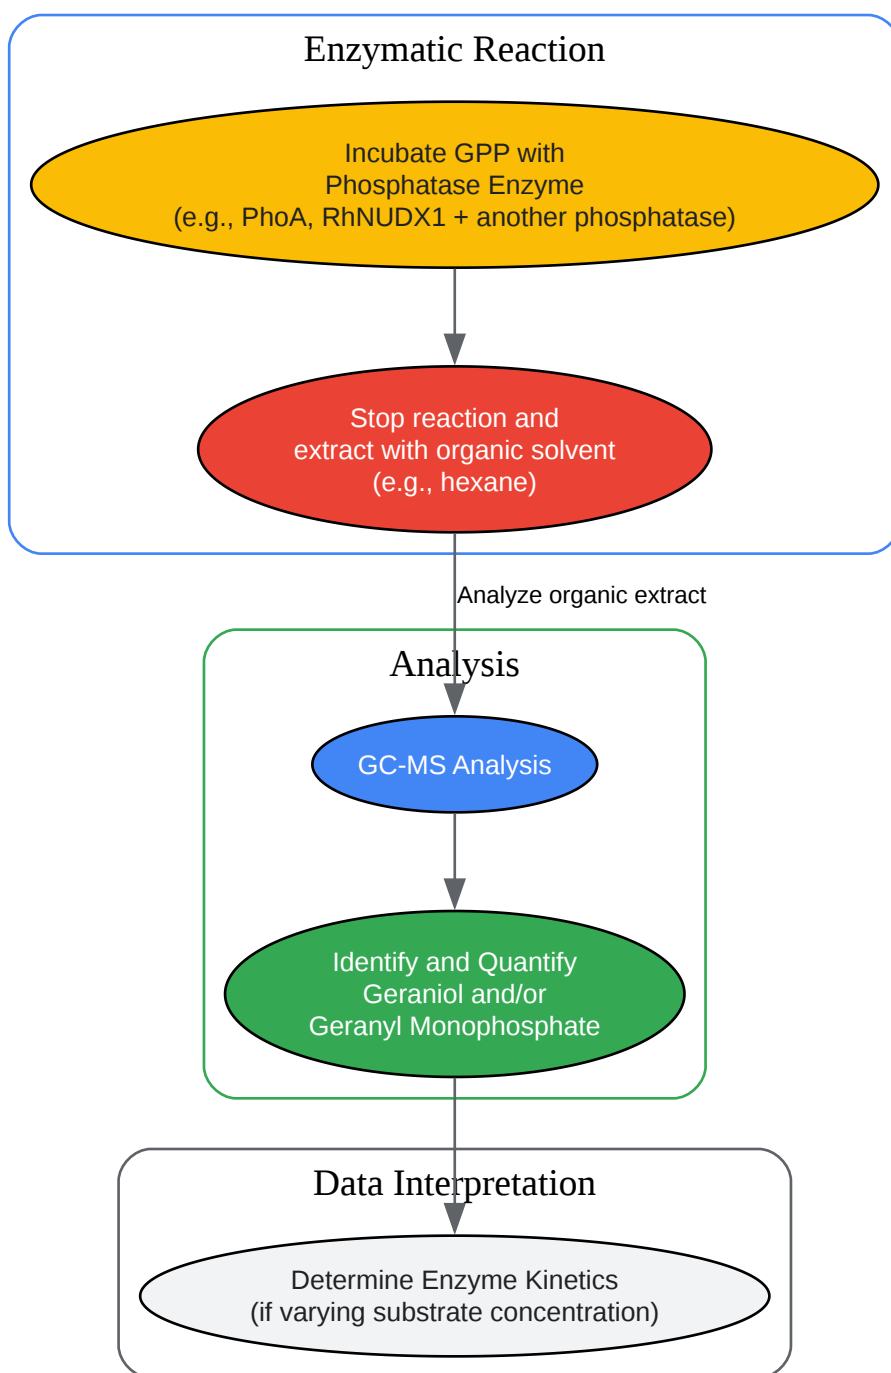 Enzymatic Reaction
Incubate GPP with
Phosphatase Enzyme
(e.g., PhoA, RhNUDX1 + another phosphatase)
Stop reaction and
extract with organic solvent
(e.g., hexane)
Analyze organic extract
Analysis
GC-MS Analysis
Identify and Quantify
Geraniol and/or
Geranyl Monophosphate
Data Interpretation
Determine Enzyme Kinetics
(if varying substrate concentration)